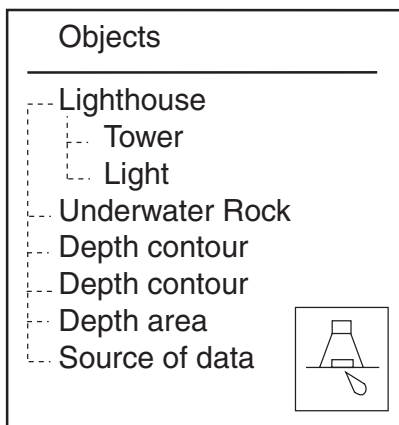 Objects
Lighthouse
Tower
Light
Underwater Rock
Depth contour
Depth contour
Depth area
Source of data